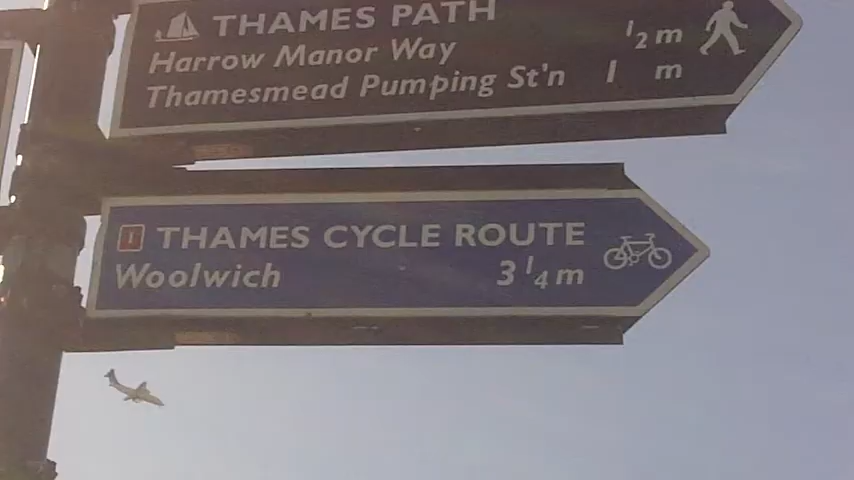 THAMES PATH
Harrow Manor Way 1/2 m
Thamesmead Pumping St'n 1 m
1 THAMES CYCLE ROUTE
Woolwich 3 1/4 m